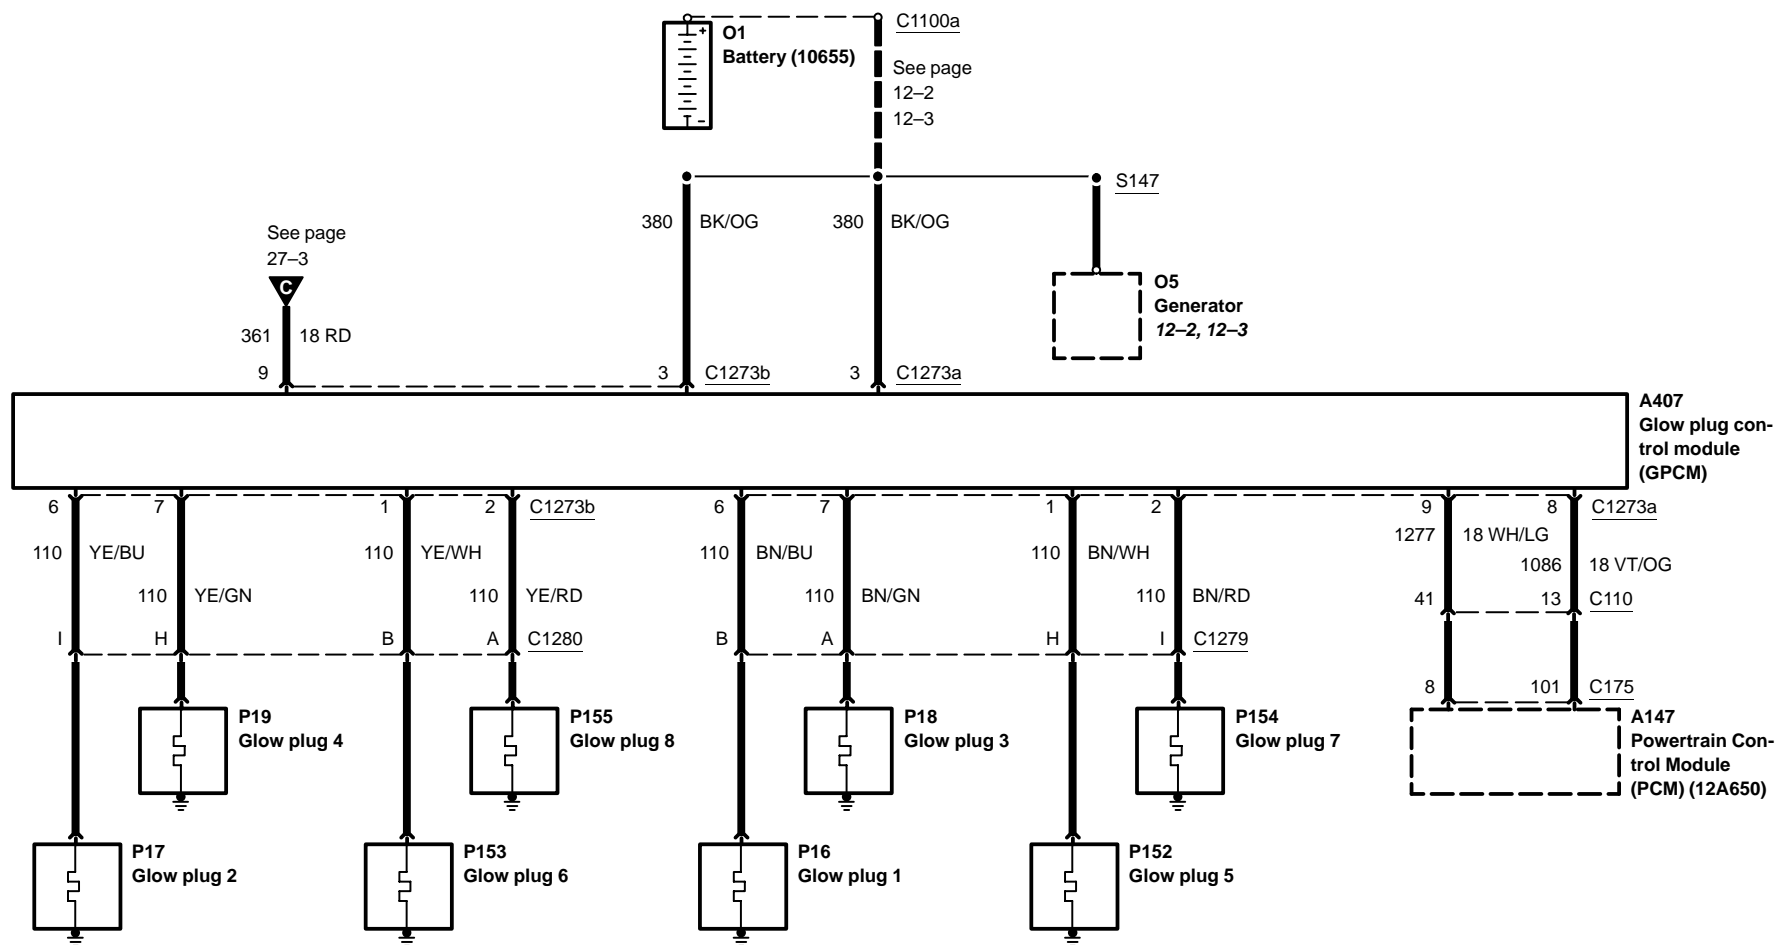 C1100a
+
O1
Battery (10655)
See page
12–2
12–3
–
S147
380 BK/OG
380 BK/OG
See page
27–3
C
O5
Generator
12–2, 12–3
361 18 RD
9
3 C1273b
3 C1273a
A407
Glow plug con-
trol module
(GPCM)
6 7 1 2 C1273b 6 7 1 2 9 8 C1273a
1277 18 WH/LG
110 YE/BU 110 YE/WH 110 BN/BU 110 BN/WH
1086 18 VT/OG
110 YE/GN 110 YE/RD 110 BN/GN 110 BN/RD
41 13 C110
I H B A C1280 B A H I C1279
8 101 C175
P19
Glow plug 4
P155
Glow plug 8
P18
Glow plug 3
P154
Glow plug 7
A147
Powertrain Con-
trol Module
(PCM) (12A650)
P17
Glow plug 2
P153
Glow plug 6
P16
Glow plug 1
P152
Glow plug 5